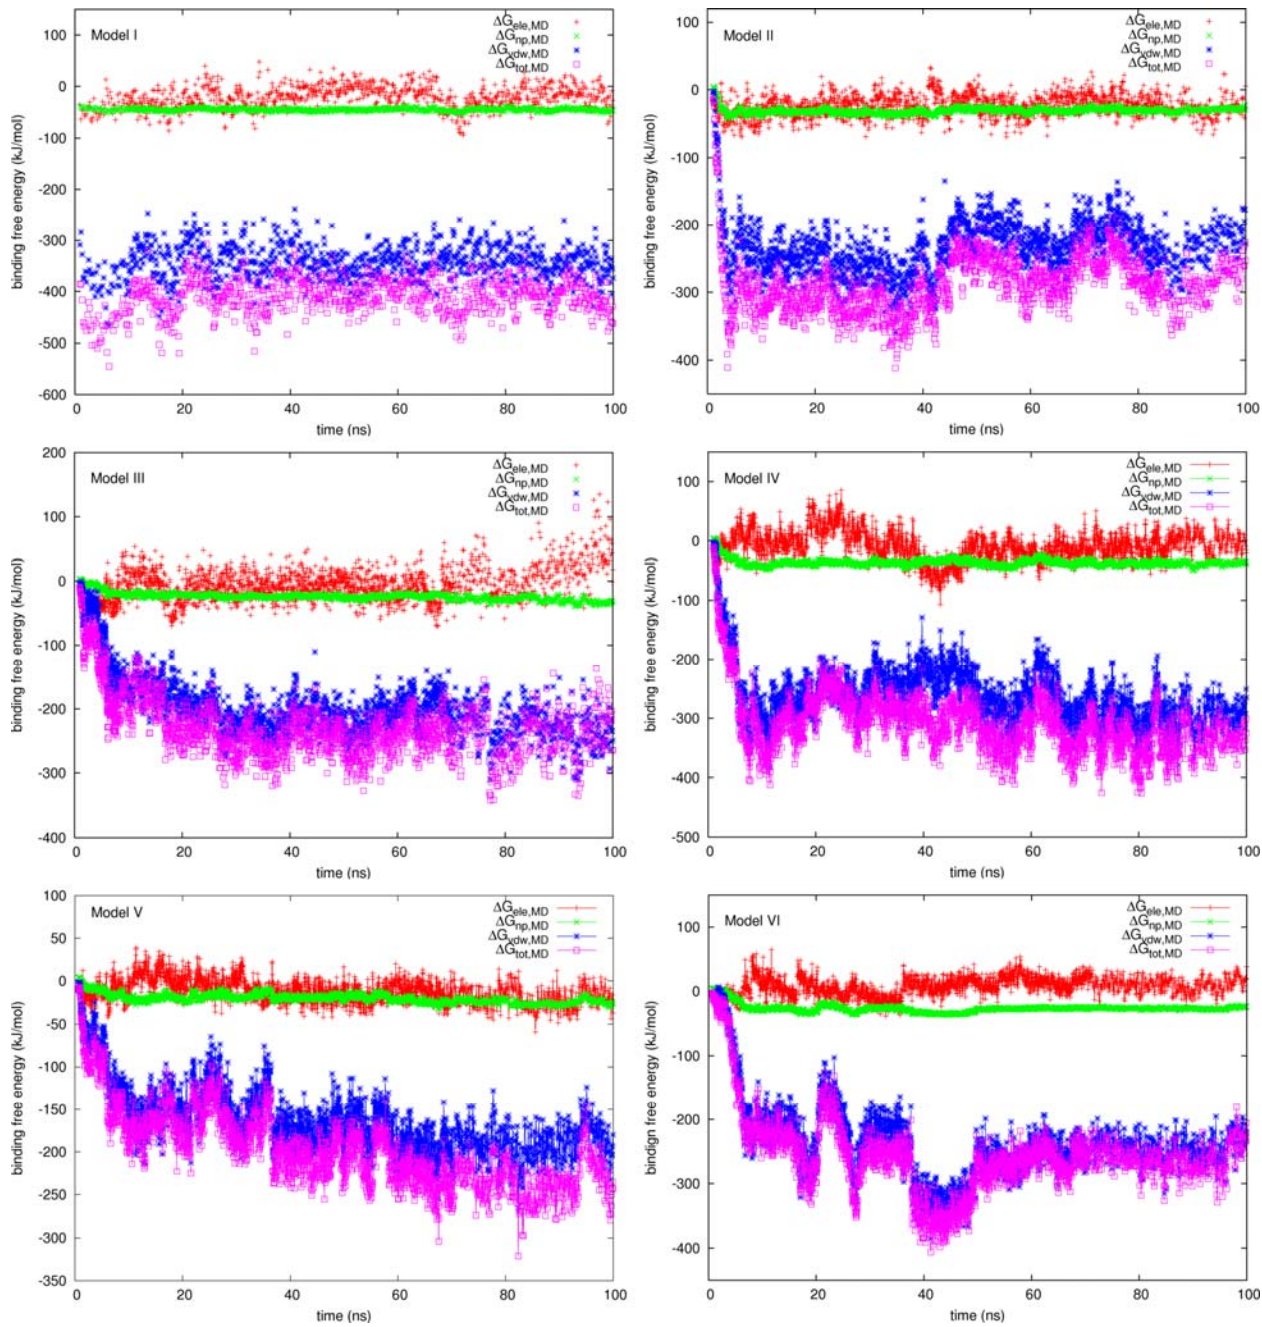 Model I
ΔG_ele,MD
ΔG_np,MD
ΔG_vdw,MD
ΔG_tot,MD
100
0
-100
-200
-300
-400
-500
-600
0 20 40 60 80 100
binding free energy (kJ/mol)
time (ns)
Model II
ΔG_ele,MD
ΔG_np,MD
ΔG_vdw,MD
ΔG_tot,MD
100
0
-100
-200
-300
-400
0 20 40 60 80 100
binding free energy (kJ/mol)
time (ns)
Model III
ΔG_ele,MD
ΔG_np,MD
ΔG_vdw,MD
ΔG_tot,MD
200
100
0
-100
-200
-300
-400
0 20 40 60 80 100
binding free energy (kJ/mol)
time (ns)
Model IV
ΔG_ele,MD
ΔG_np,MD
ΔG_vdw,MD
ΔG_tot,MD
100
0
-100
-200
-300
-400
-500
0 20 40 60 80 100
binding free energy (kJ/mol)
time (ns)
Model V
ΔG_ele,MD
ΔG_np,MD
ΔG_vdw,MD
ΔG_tot,MD
100
50
0
-50
-100
-150
-200
-250
-300
-350
0 20 40 60 80 100
binding free energy (kJ/mol)
time (ns)
Model VI
ΔG_ele,MD
ΔG_np,MD
ΔG_vdw,MD
ΔG_tot,MD
100
0
-100
-200
-300
-400
0 20 40 60 80 100
bindign free energy (kJ/mol)
time (ns)